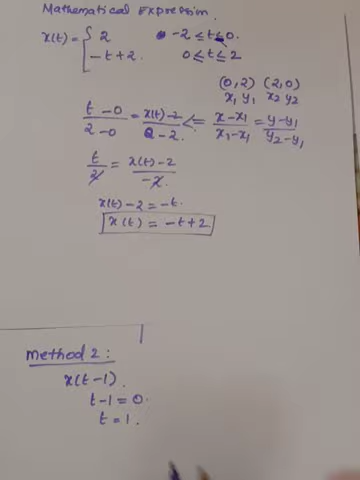 Mathematical Expression.
x(t) = { 2 -2 ≤ t ≤ 0.
-t+2. 0 ≤ t ≤ 2
(0,2) (2,0)
x1 y1 x2 y2
t-0/2-0 = x(t)-2/0-2. <= x-x1/x1-x1 = y-y1/y2-y1
t/2 = x(t)-2/-2.
x(t)-2 = -t.
x(t) = -t+2.
Method 2:
x(t-1).
t-1 = 0.
t = 1.